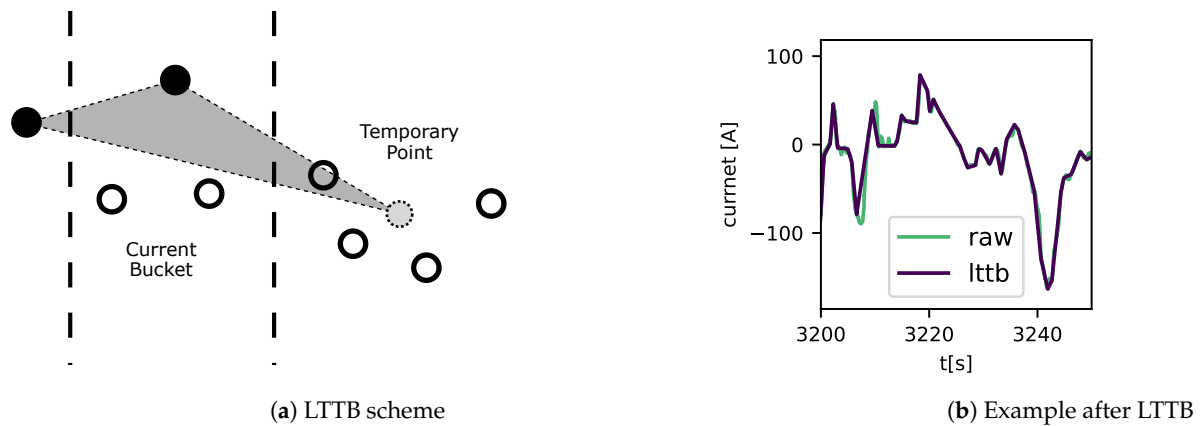 Temporary
Point
Current
Bucket
(a) LTTB scheme
100
0
−100
currnet [A]
raw
lttb
3200
3220
3240
t[s]
(b) Example after LTTB